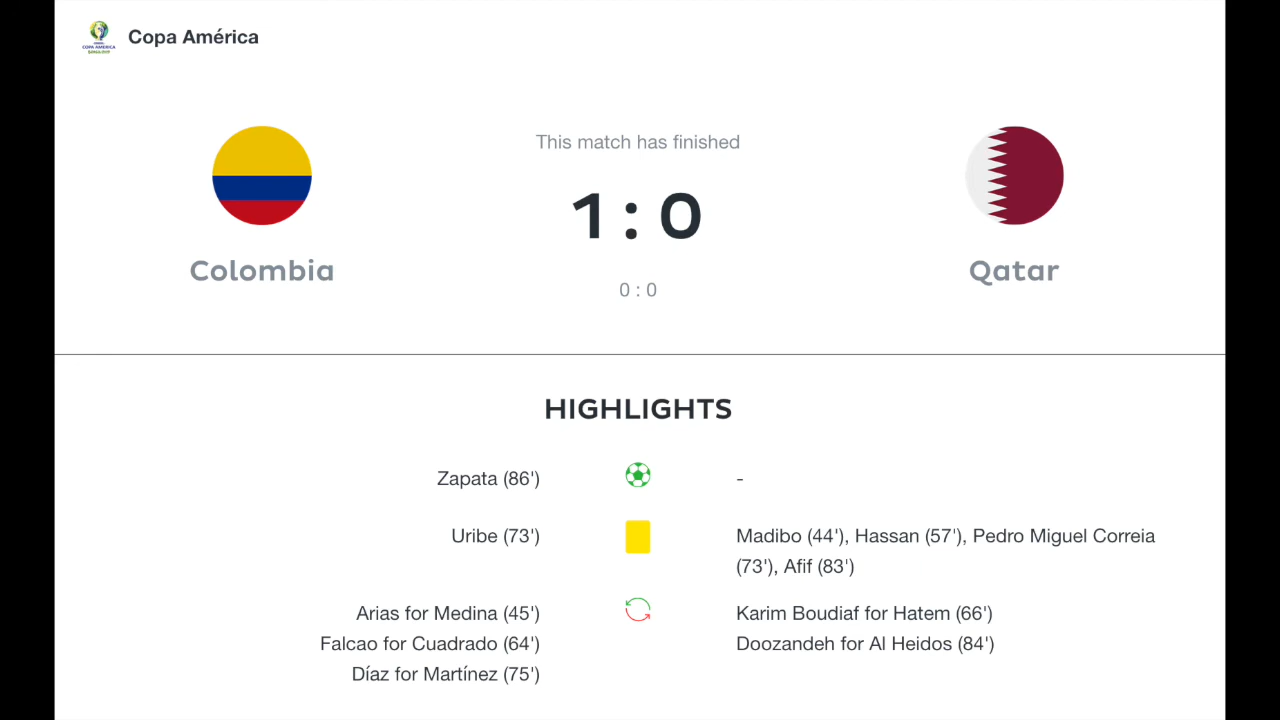 Copa América
This match has finished
1 : 0
Colombia
Qatar
0 : 0
HIGHLIGHTS
Zapata (86')
-
Uribe (73')
Madibo (44'), Hassan (57'), Pedro Miguel Correia
(73'), Afif (83')
Arias for Medina (45')
Karim Boudiaf for Hatem (66')
Falcao for Cuadrado (64')
Doozandeh for Al Heidos (84')
Díaz for Martínez (75')